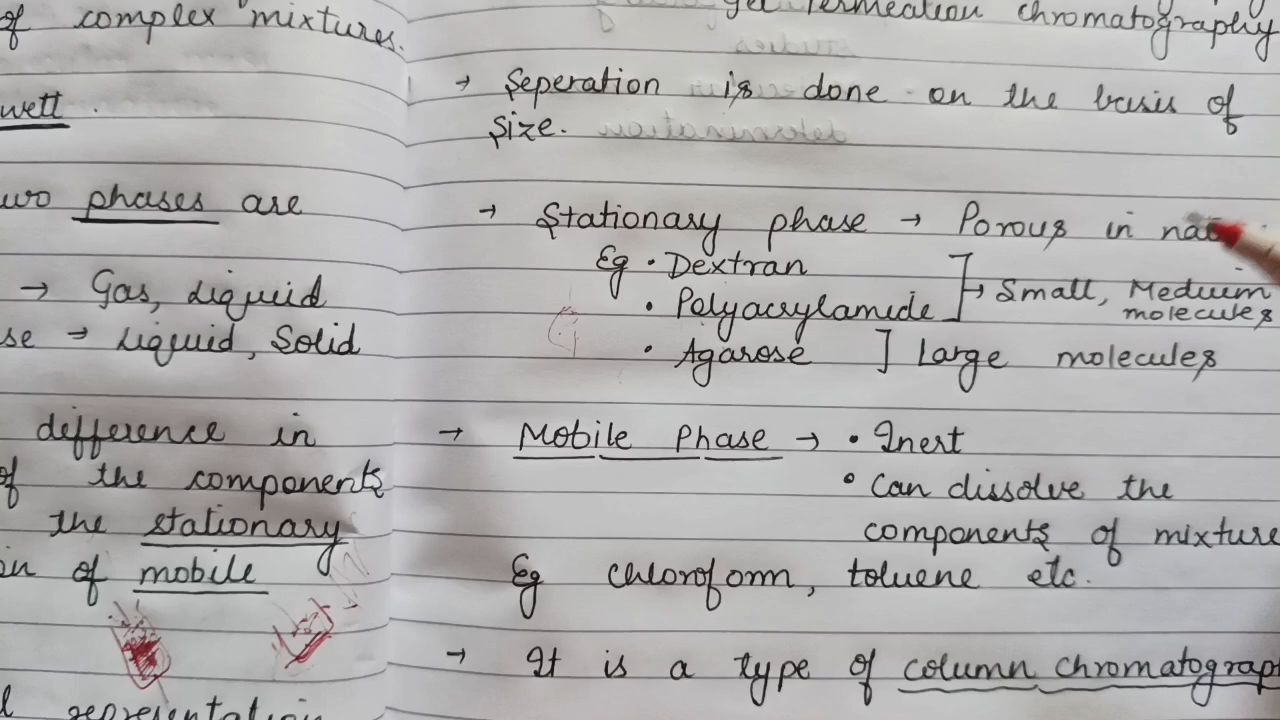 of complex mixtures.
wett.
two phases are
→ Gas, Liquid
se → Liquid, Solid
difference in
of the components
the stationary
on of mobile
representation
gel Permeation chromatography
→ Seperation is done on the basis of
size.
→ Stationary phase → Porous in
Eg • Dextran
• Polyacrylamide ] → Small, Medium
molecules
• Agarose ] Large molecules
→ Mobile Phase → • Inert
• Can dissolve the
components of mixture
Eg chloroform, toluene etc.
→ It is a type of column chromatograp